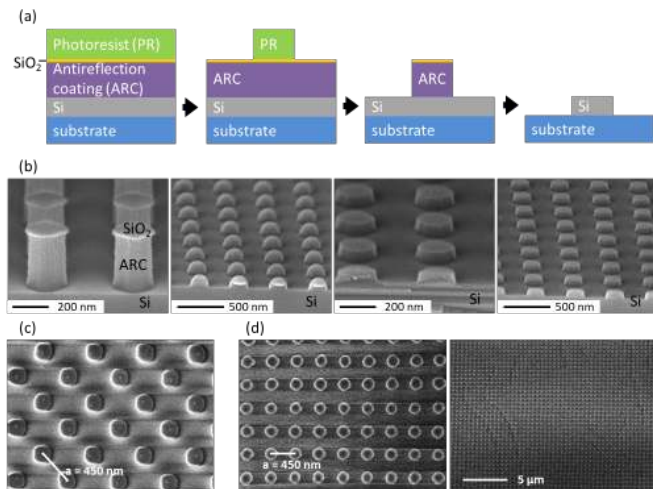 (a)
Photoresist (PR)
SiO₂
Antireflection
coating (ARC)
Si
substrate
PR
ARC
Si
substrate
ARC
Si
substrate
Si
substrate
(b)
SiO₂
ARC
Si
200 nm
500 nm
200 nm
Si
500 nm
Si
(c)
a = 450 nm
(d)
a = 450 nm
5 µm